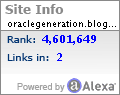 Site Info
oraclegeneration.blog...
Rank: 4,601,649
Links in: 2
Powered by Alexa®